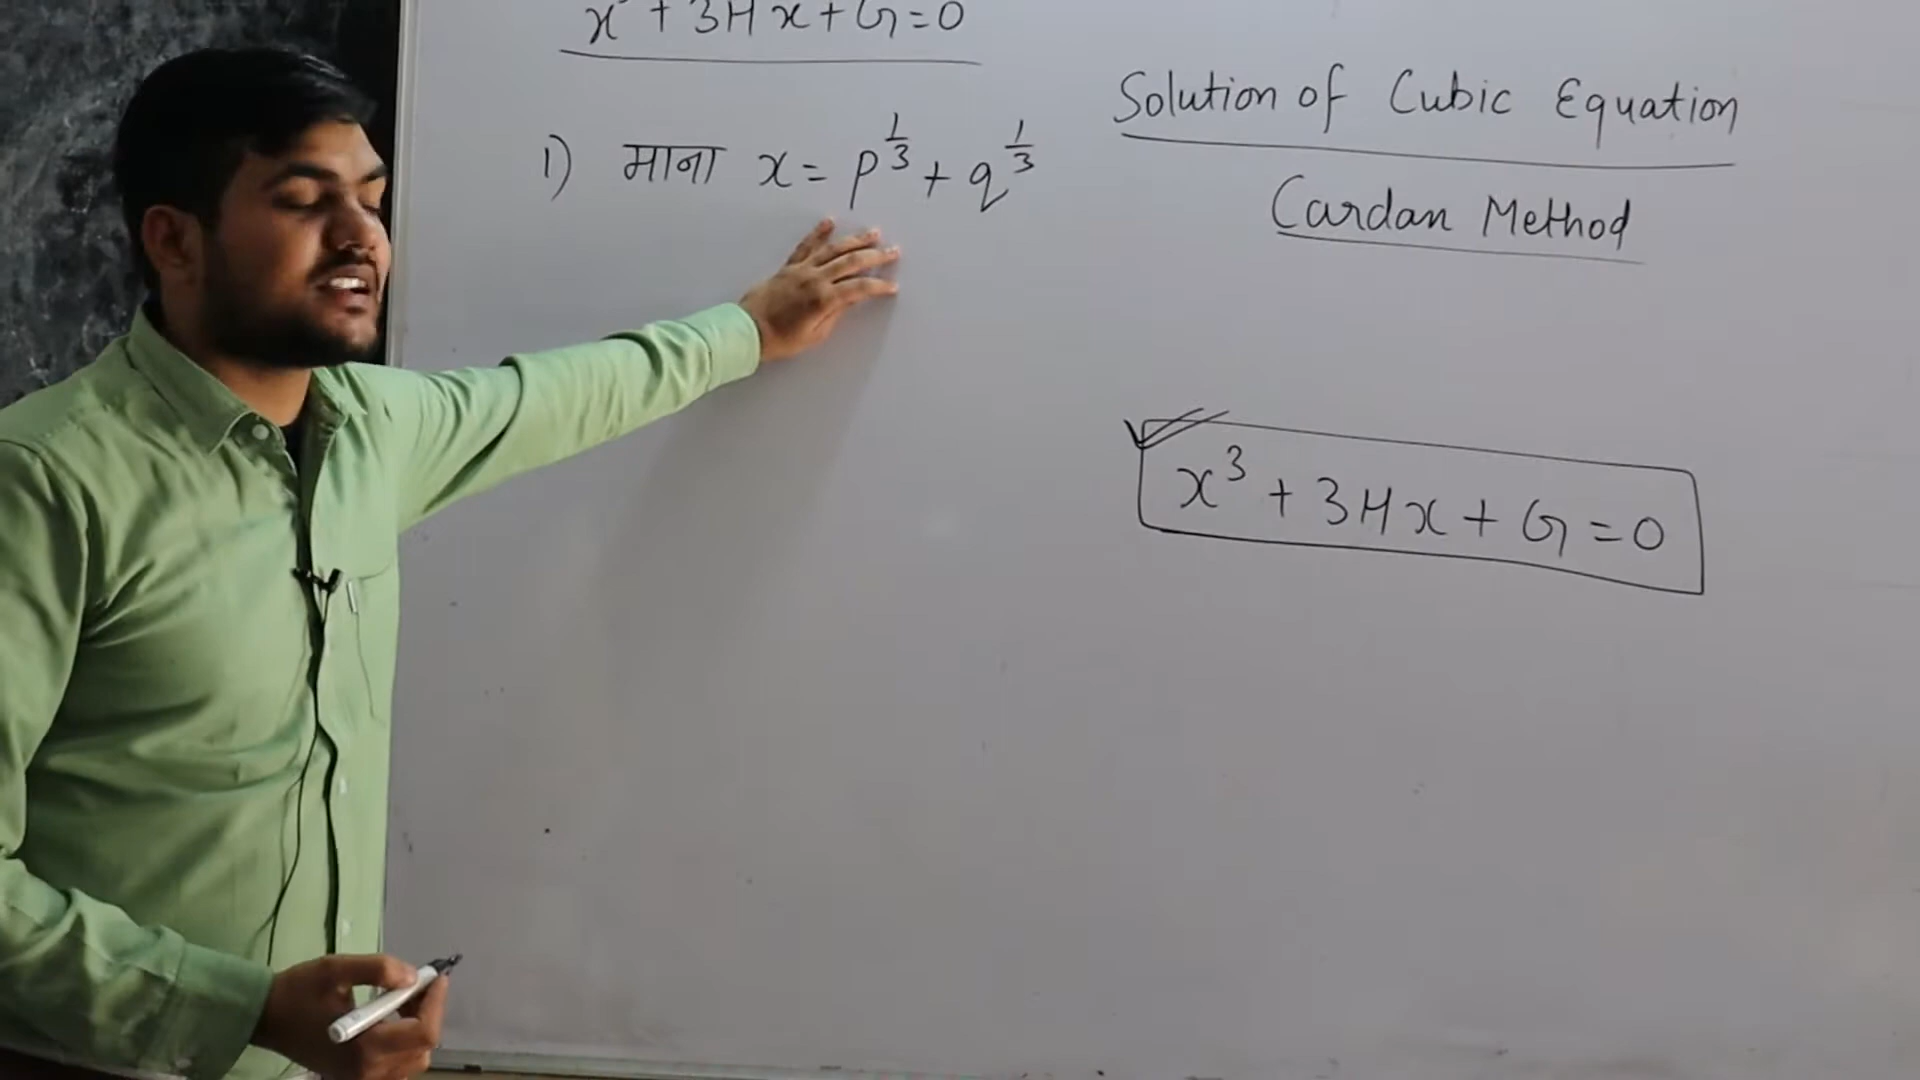 x³ + 3Hx + G = 0
1) माना x = p^{1/3} + q^{1/3}
Solution of Cubic Equation
Cardan Method
x³ + 3Hx + G = 0